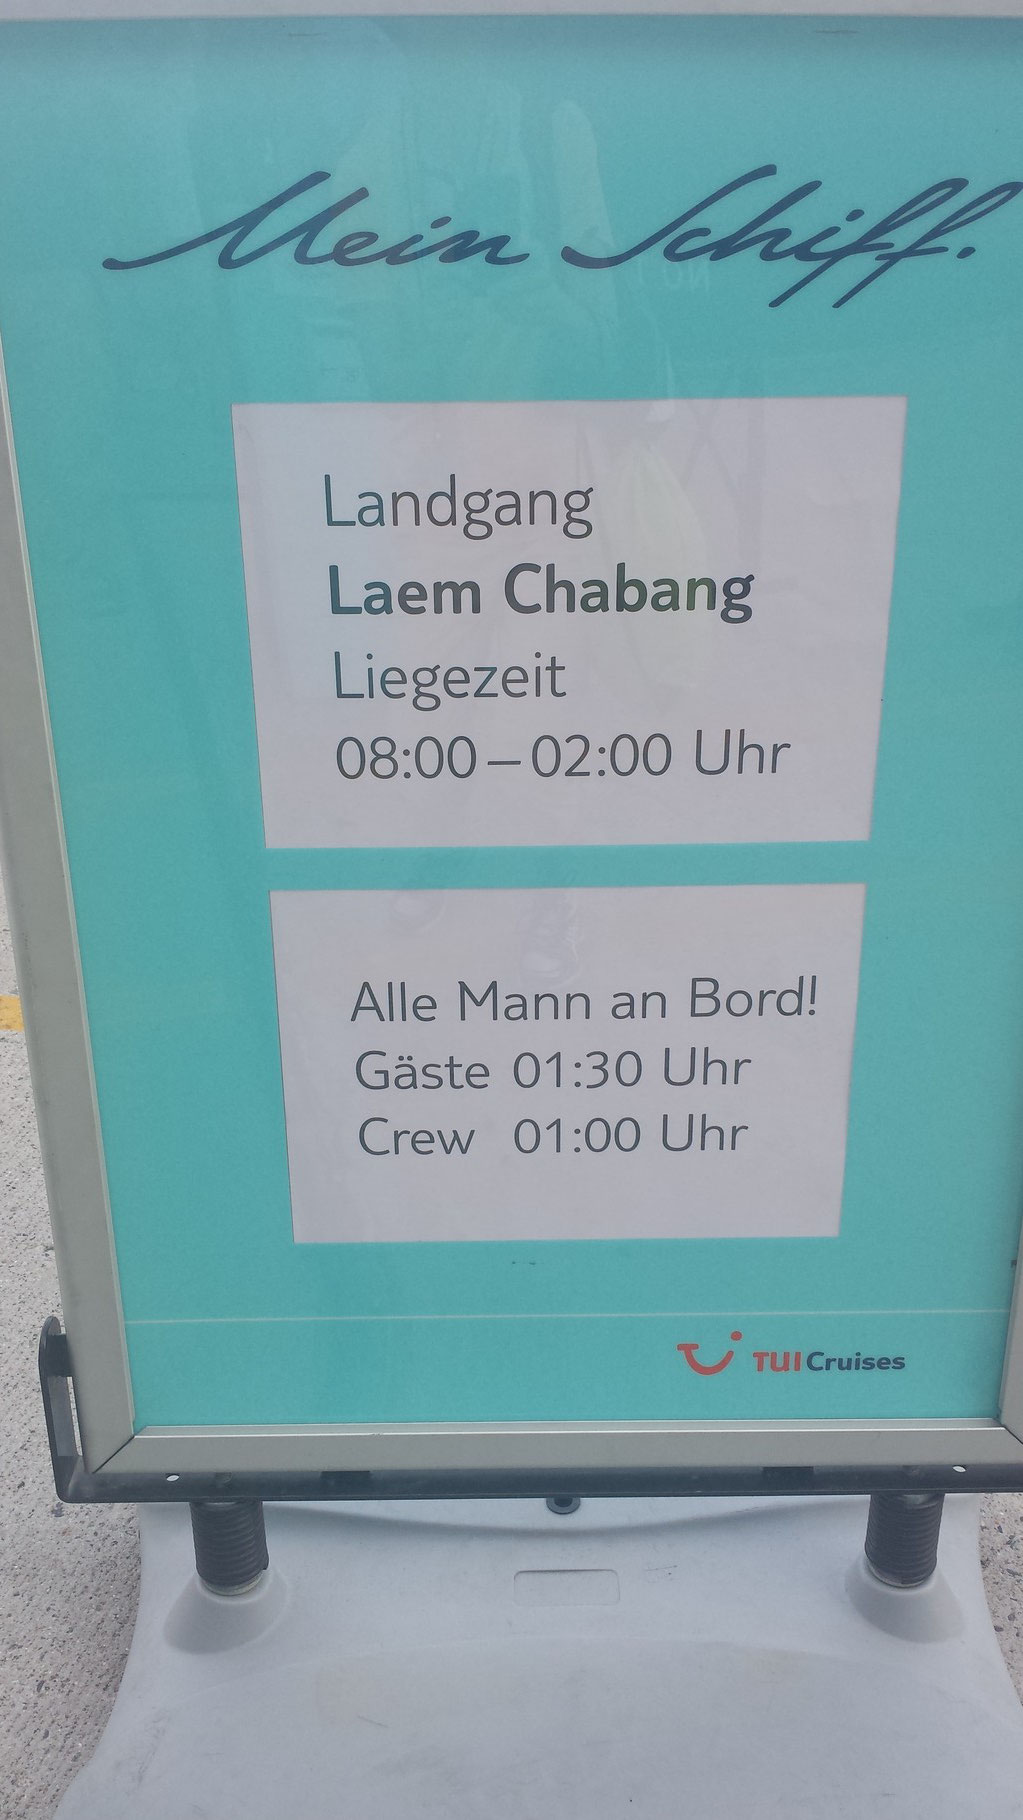 Mein Schiff.
Landgang
Laem Chabang
Liegezeit
08:00 – 02:00 Uhr
Alle Mann an Bord!
Gäste 01:30 Uhr
Crew 01:00 Uhr
TUI Cruises